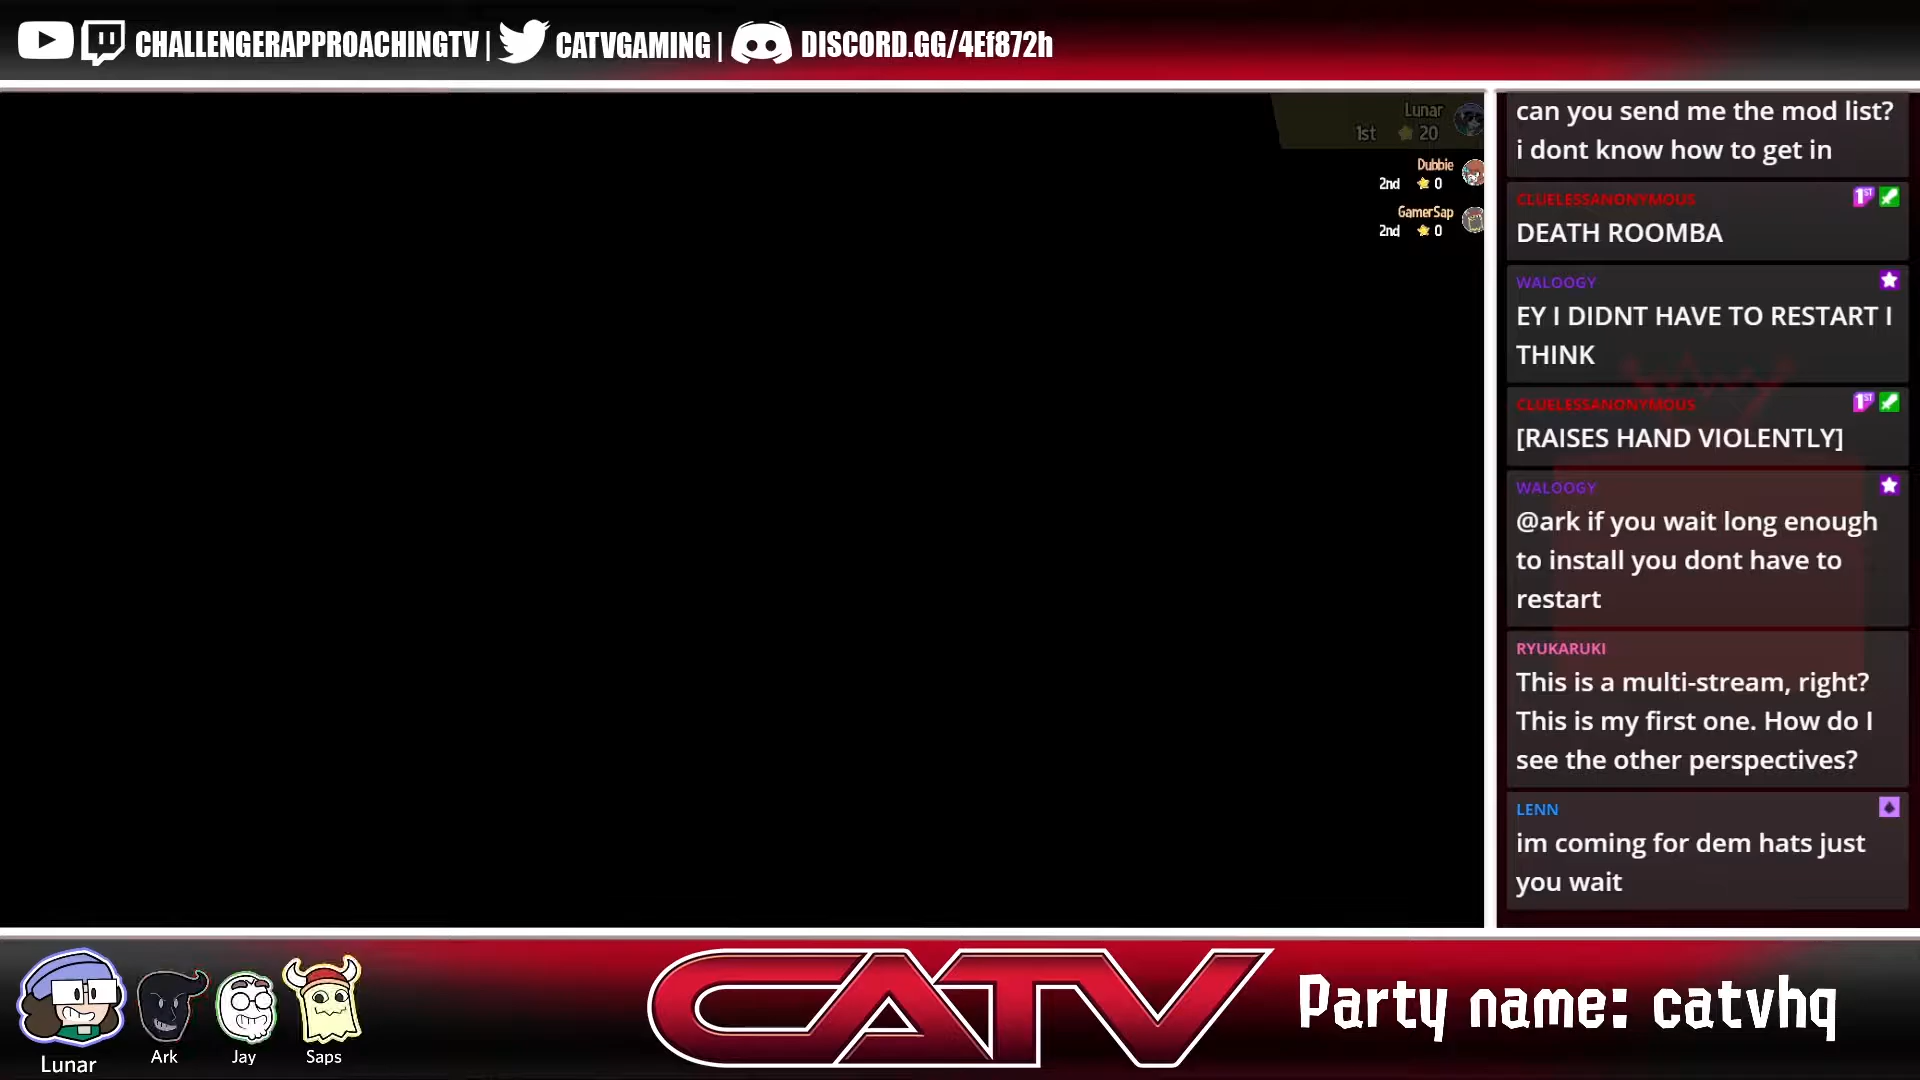 CHALLENGERAPPROACHINGTV | CATVGAMING | DISCORD.GG/4Ef872h
Lunar
1st 20
Dubbie
2nd 0
GamerSap
2nd 0
can you send me the mod list?
i dont know how to get in
CLUELESSANONYMOUS 1ST
DEATH ROOMBA
WALOOGY
EY I DIDNT HAVE TO RESTART I
THINK
CLUELESSANONYMOUS 1ST
[RAISES HAND VIOLENTLY]
WALOOGY
@ark if you wait long enough
to install you dont have to
restart
RYUKARUKI
This is a multi-stream, right?
This is my first one. How do I
see the other perspectives?
LENN
im coming for dem hats just
you wait
Lunar Ark Jay Saps
CATV
Party name: catvhq